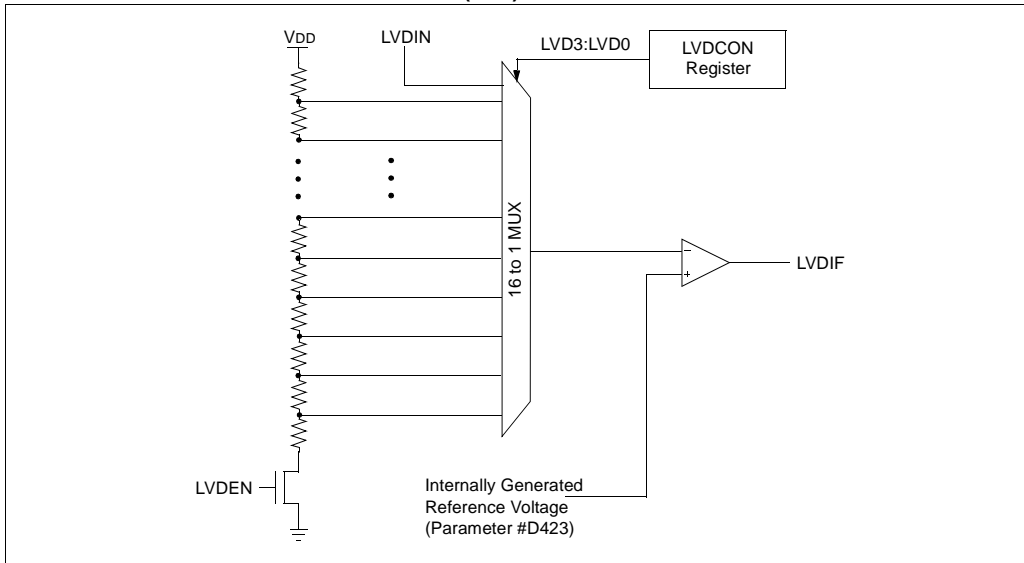 VDD
LVDIN
LVD3:LVD0
LVDCON
Register
16 to 1 MUX
−
+
LVDIF
LVDEN
Internally Generated
Reference Voltage
(Parameter #D423)